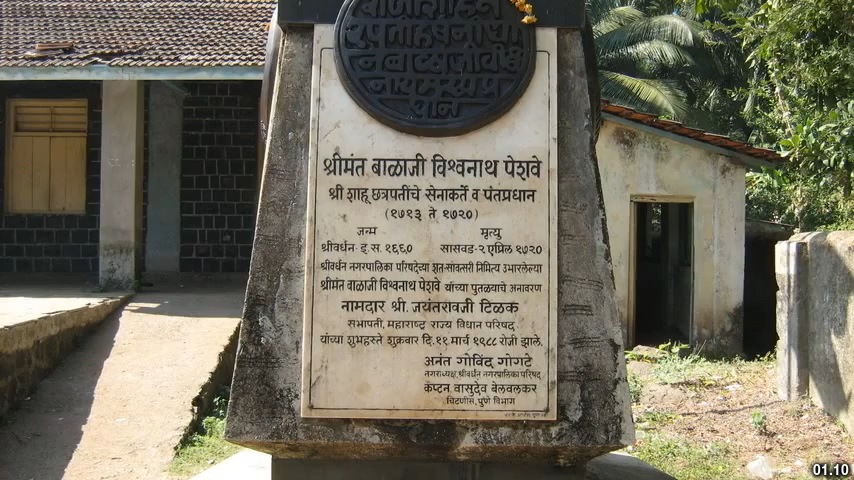 श्रीमंत बाळाजी विश्वनाथ पेशवे
श्री शाहू छत्रपतींचे सेनाकर्ते व पंतप्रधान
(१७१३ ते १७२०)
जन्म मृत्यु
श्रीवर्धन-इ.स.१६६० सासवड-२ एप्रिल १७२०
श्रीवर्धन नगरपालिका परिषदेच्या शत-सांवत्सरी निमित्य उभारलेल्या
श्रीमंत बाळाजी विश्वनाथ पेशवे यांच्या पुतळयाचे अनावरण
नामदार श्री. जयंतरावजी टिळक
सभापती, महाराष्ट्र राज्य विधान परिषद
यांच्या शुभहस्ते शुक्रवार दि.११ मार्च १९८८ रोजी झाले.
अनंत गोविंद गोगटे
नगराध्यक्ष, श्रीवर्धन नगरपालिका परिषद
कॅप्टन वासुदेव बेलवलकर
चिटणीस, पुणे विभाग
01.10